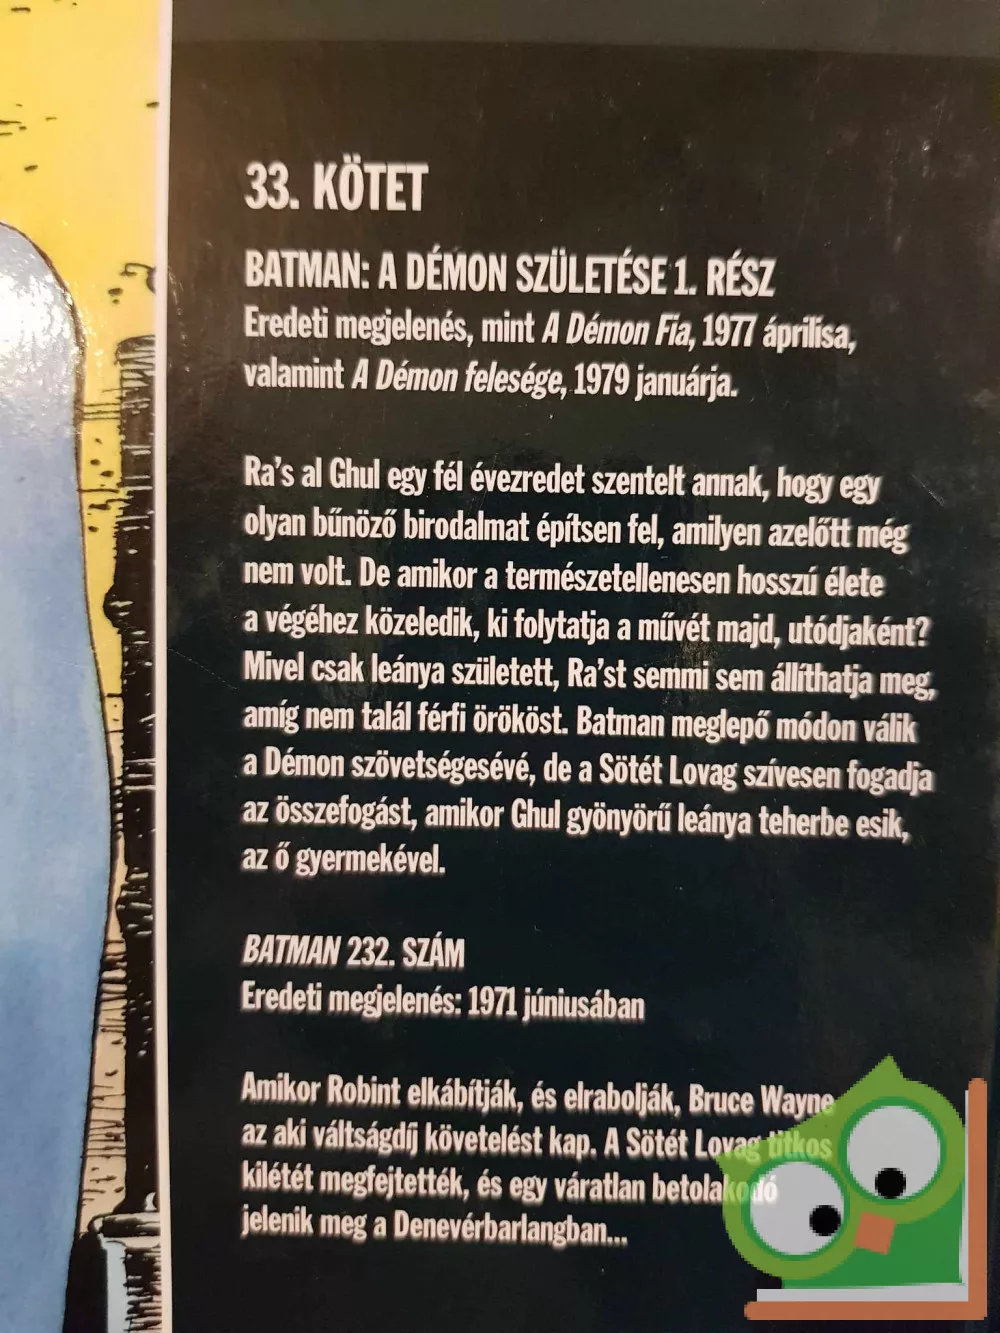 33. KÖTET
BATMAN: A DÉMON SZÜLETÉSE 1. RÉSZ
Eredeti megjelenés, mint A Démon Fia, 1977 áprilisa,
valamint A Démon felesége, 1979 januárja.
Ra's al Ghul egy fél évezredet szentelt annak, hogy egy
olyan bűnöző birodalmat építsen fel, amilyen azelőtt még
nem volt. De amikor a természetellenesen hosszú élete
a végéhez közeledik, ki folytatja a művét majd, utódjaként?
Mivel csak leánya született, Ra'st semmi sem állíthatja meg,
amíg nem talál férfi örököst. Batman meglepő módon válik
a Démon szövetségesévé, de a Sötét Lovag szívesen fogadja
az összefogást, amikor Ghul gyönyörű leánya teherbe esik,
az ő gyermekével.
BATMAN 232. SZÁM
Eredeti megjelenés: 1971 júniusában
Amikor Robint elkábítják, és elrabolják, Bruce Wayne
az aki váltságdíj követelést kap. A Sötét Lovag titkos
kilétét megfejtették, és egy váratlan betolakodó
jelenik meg a Denevérbarlangban...